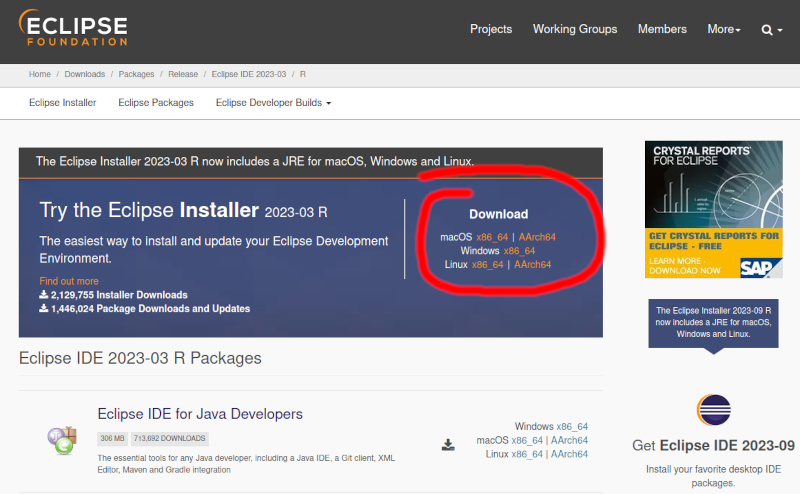 ECLIPSE
FOUNDATION
Projects Working Groups Members More
Home / Downloads / Packages / Release / Eclipse IDE 2023-03 / R
Eclipse Installer Eclipse Packages Eclipse Developer Builds
The Eclipse Installer 2023-03 R now includes a JRE for macOS, Windows and Linux.
Try the Eclipse Installer 2023-03 R
The easiest way to install and update your Eclipse Development
Environment.
Find out more
2,129,755 Installer Downloads
1,446,024 Package Downloads and Updates
Download
macOS x86_64 | AArch64
Windows x86_64
Linux x86_64 | AArch64
CRYSTAL REPORTS
FOR ECLIPSE
GET CRYSTAL REPORTS FOR
ECLIPSE - FREE
LEARN MORE -
DOWNLOAD NOW
SAP
The Eclipse Installer 2023-09 R
now includes a JRE for macOS,
Windows and Linux.
Get Eclipse IDE 2023-09
Install your favorite desktop IDE
packages.
Eclipse IDE 2023-03 R Packages
Eclipse IDE for Java Developers
306 MB 713,692 DOWNLOADS
The essential tools for any Java developer, including a Java IDE, a Git client, XML
Editor, Maven and Gradle integration
Windows x86_64
macOS x86_64 | AArch64
Linux x86_64 | AArch64